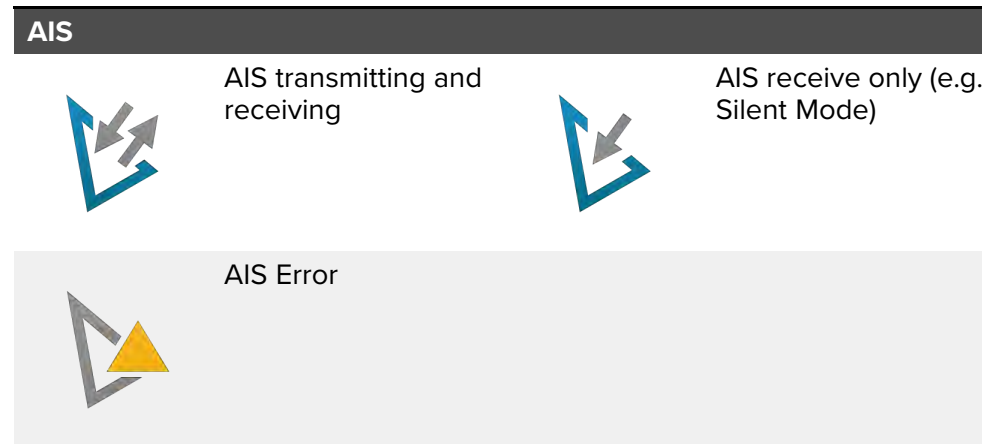 AIS
AIS transmitting and
receiving
AIS receive only (e.g.
Silent Mode)
AIS Error